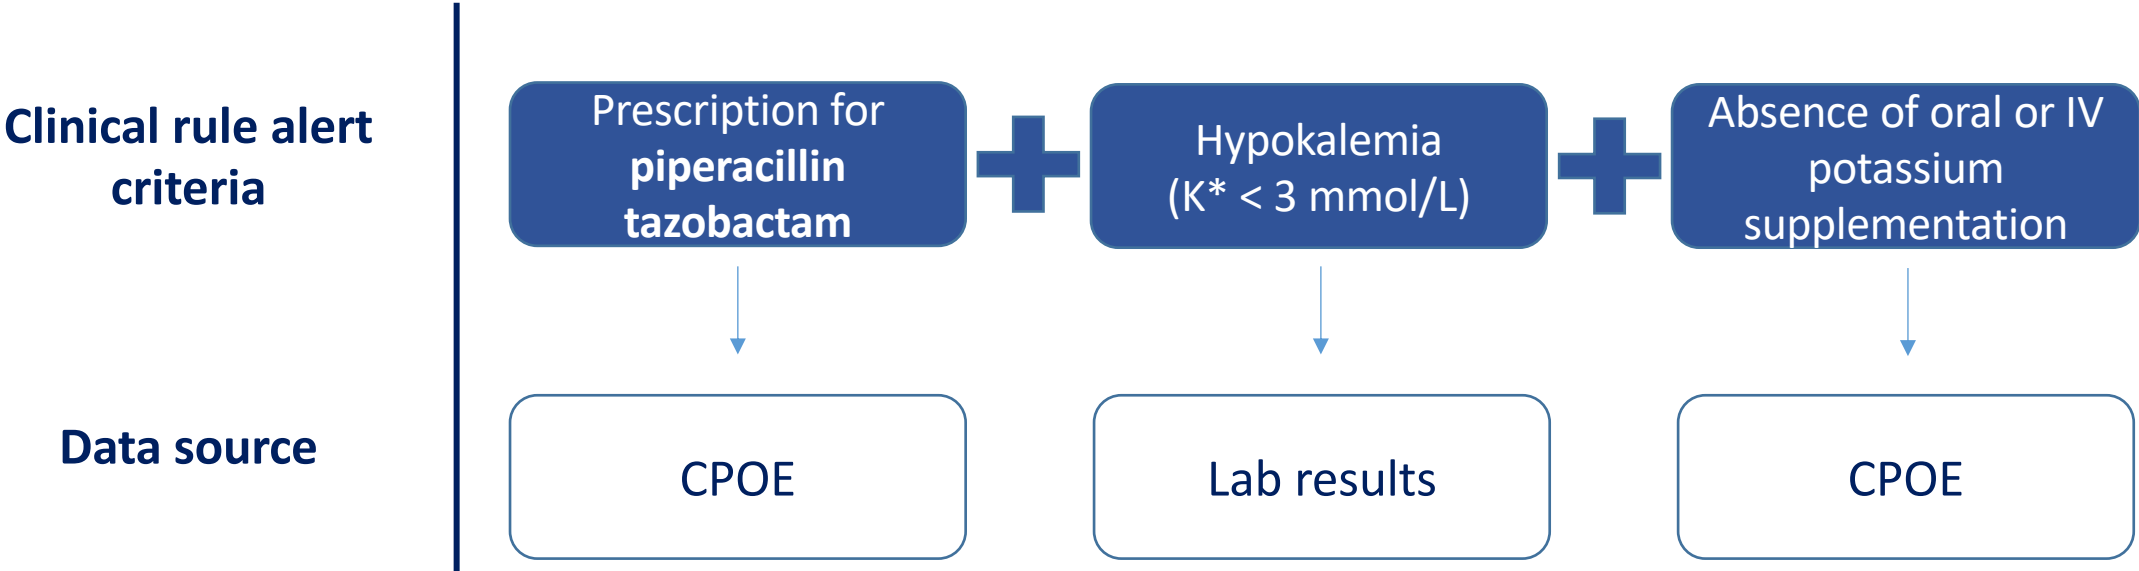 Clinical rule alert
criteria
Prescription for
piperacillin
tazobactam
Hypokalemia
(K* < 3 mmol/L)
Absence of oral or IV
potassium
supplementation
Data source
CPOE
Lab results
CPOE